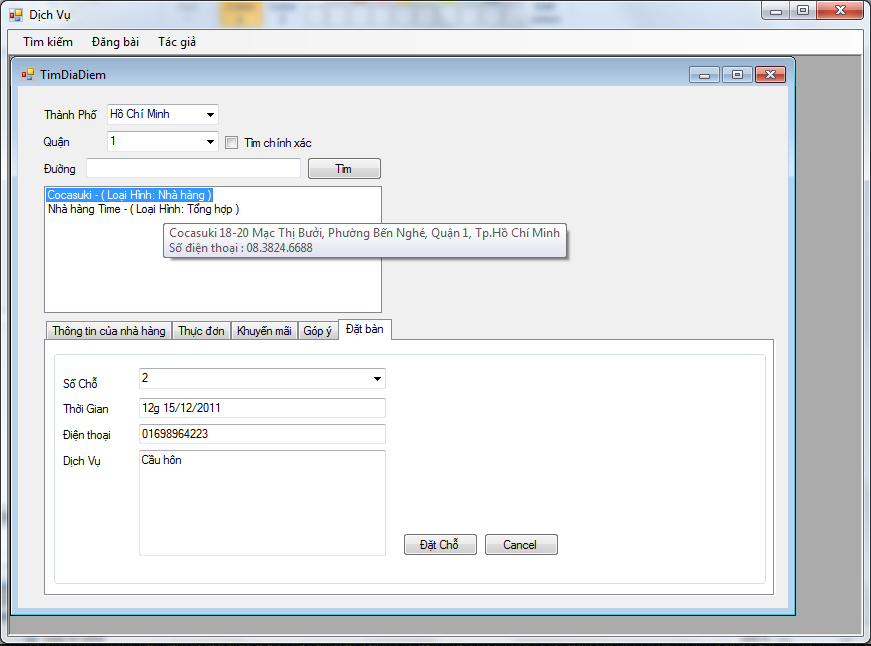 Dịch Vụ
Tìm kiếm Đăng bài Tác giả
TimDiaDiem
Thành Phố Hồ Chí Minh
Quận 1 Tìm chính xác
Đường Tìm
Cocasuki - ( Loại Hình: Nhà hàng )
Nhà hàng Time - ( Loại Hình: Tổng hợp )
Cocasuki 18-20 Mạc Thị Bưởi, Phường Bến Nghé, Quận 1, Tp.Hồ Chí Minh
Số điện thoại : 08.3824.6688
Thông tin của nhà hàng Thực đơn Khuyến mãi Góp ý Đặt bàn
Số Chỗ 2
Thời Gian 12g 15/12/2011
Điện thoại 01698964223
Dịch Vụ Cầu hôn
Đặt Chỗ Cancel